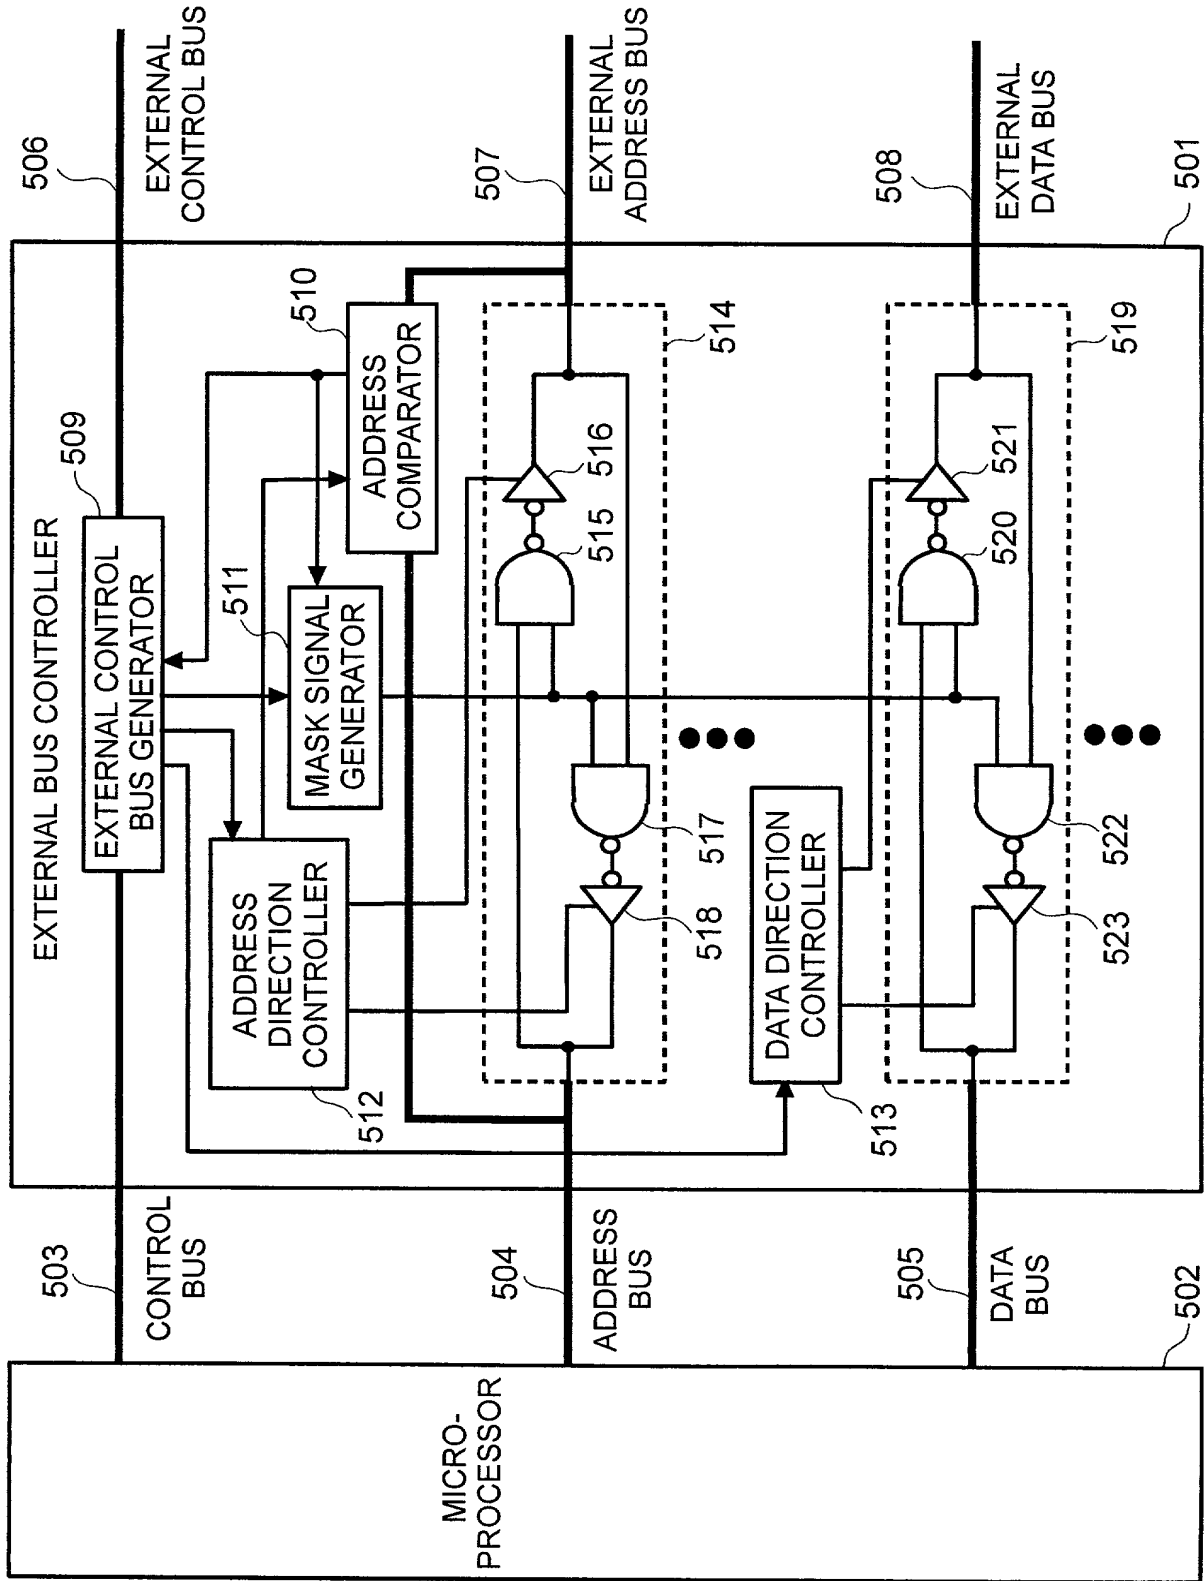 EXTERNAL BUS CONTROLLER
EXTERNAL CONTROL
BUS GENERATOR
509
503
CONTROL
BUS
506
EXTERNAL
CONTROL BUS
511
MASK SIGNAL
GENERATOR
510
ADDRESS
COMPARATOR
ADDRESS
DIRECTION
CONTROLLER
512
MICRO-
PROCESSOR
504
ADDRESS
BUS
507
EXTERNAL
ADDRESS BUS
514
515
516
517
518
DATA DIRECTION
CONTROLLER
513
505
DATA
BUS
508
EXTERNAL
DATA BUS
519
520
521
522
523
502
501